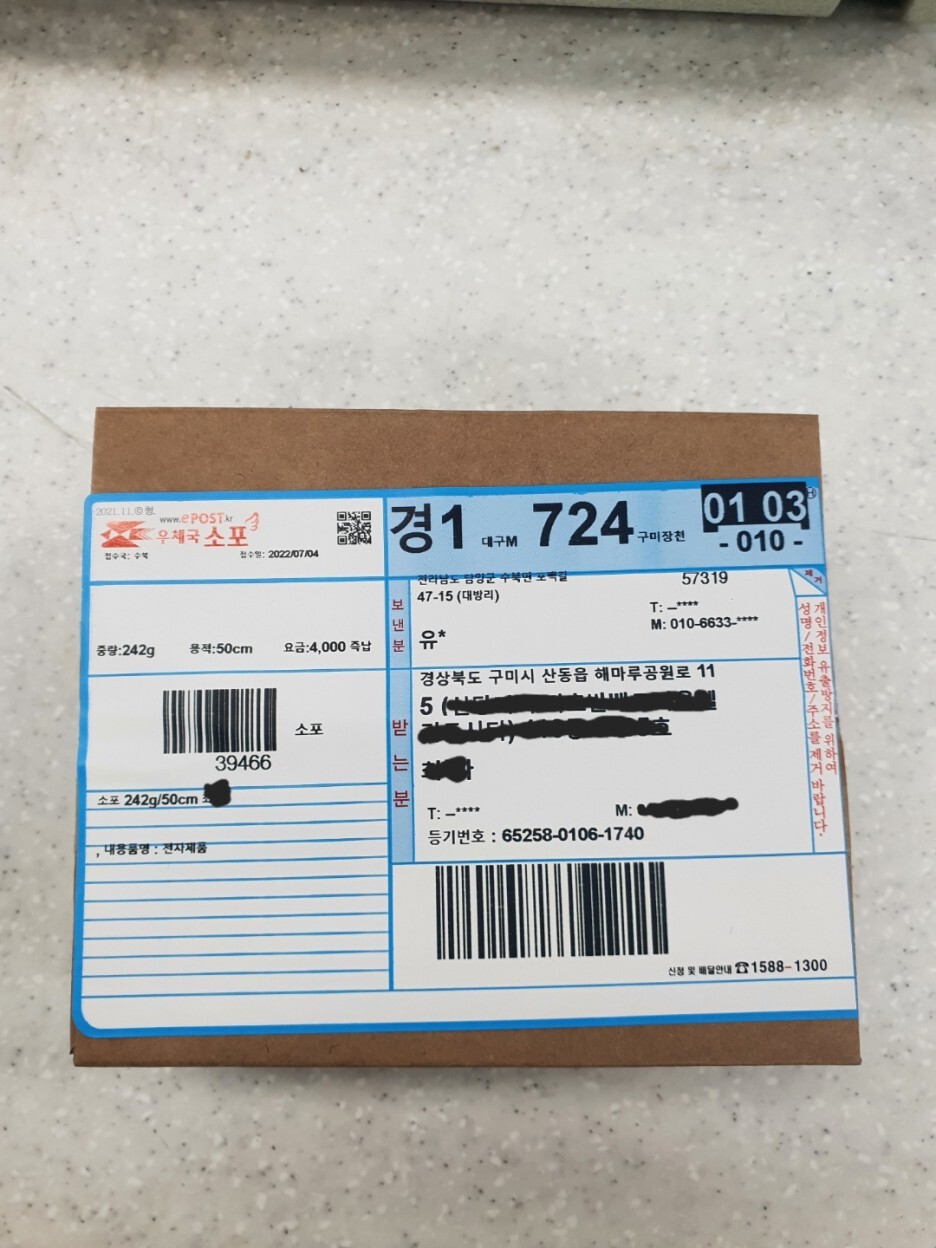 2021.11.◎형.
www.ePOST.kr
우체국 소포
접수국: 수북
접수일: 2022/07/04
경1 대구M 724 구미장천
01 03
- 010 -
중량:242g 용적:50cm 요금:4,000 즉납
소포
39466
소포 242g/50cm
, 내용품명 : 전자제품
보낸분
전라남도 담양군 수북면 57319
47-15 (대방리)
T: –****
M: 010-6633-****
유*
받는분
경상북도 구미시 산동읍 해마루공원로 11
5
T: –****
M:
등기번호 : 65258-0106-1740
신청 및 배달안내 ☎1588-1300
제거
개인정보 유출방지를 위하여
성명/전화번호/주소를 제거 바랍니다.